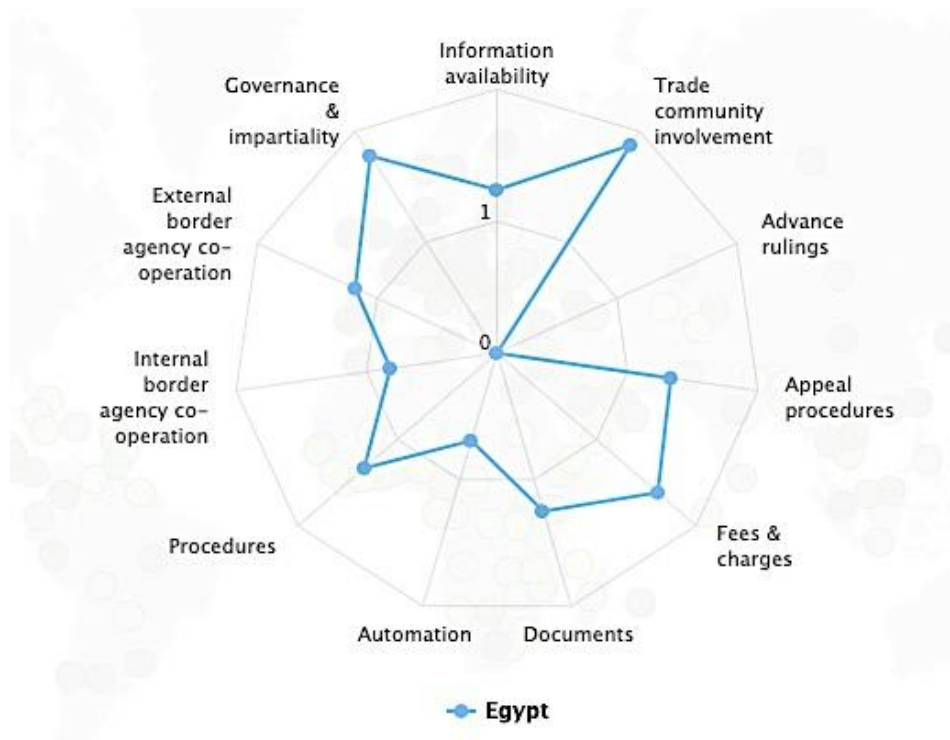 Information
availability
Trade
community
involvement
Advance
rulings
Appeal
procedures
Fees &
charges
Documents
Automation
Procedures
Internal
border
agency co-
operation
External
border
agency co-
operation
Governance
&
impartiality
1
0
Egypt